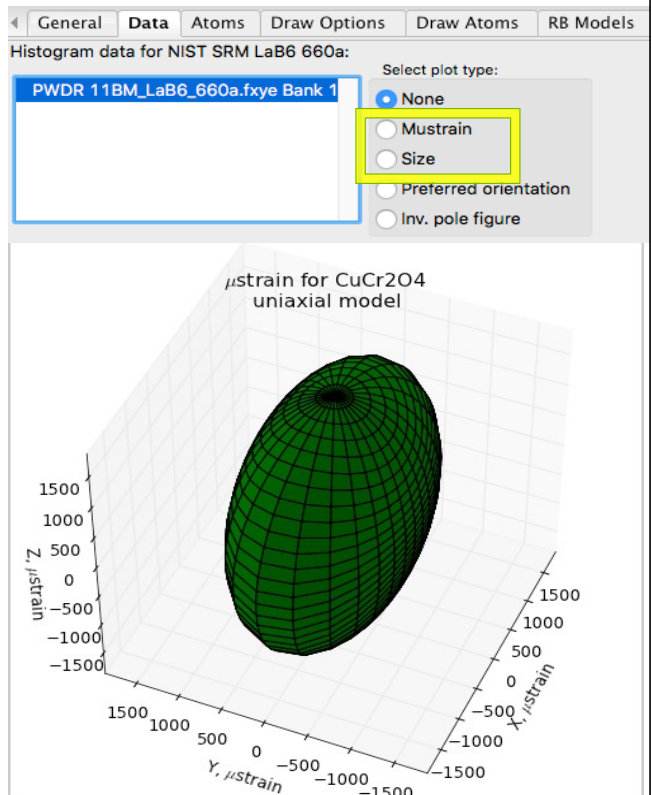 General Data Atoms Draw Options Draw Atoms RB Models
Histogram data for NIST SRM LaB6 660a:
Select plot type:
PWDR 11BM_LaB6_660a.fxye Bank 1
None
Mustrain
Size
Preferred orientation
Inv. pole figure
μstrain for CuCr2O4
uniaxial model
1500
1000
500
0
−500
−1000
−1500
Z, μstrain
1500
1000
500
0
−500
−1000
−1500
Y, μstrain
1500
1000
500
0
−500
−1000
−1500
X, μstrain